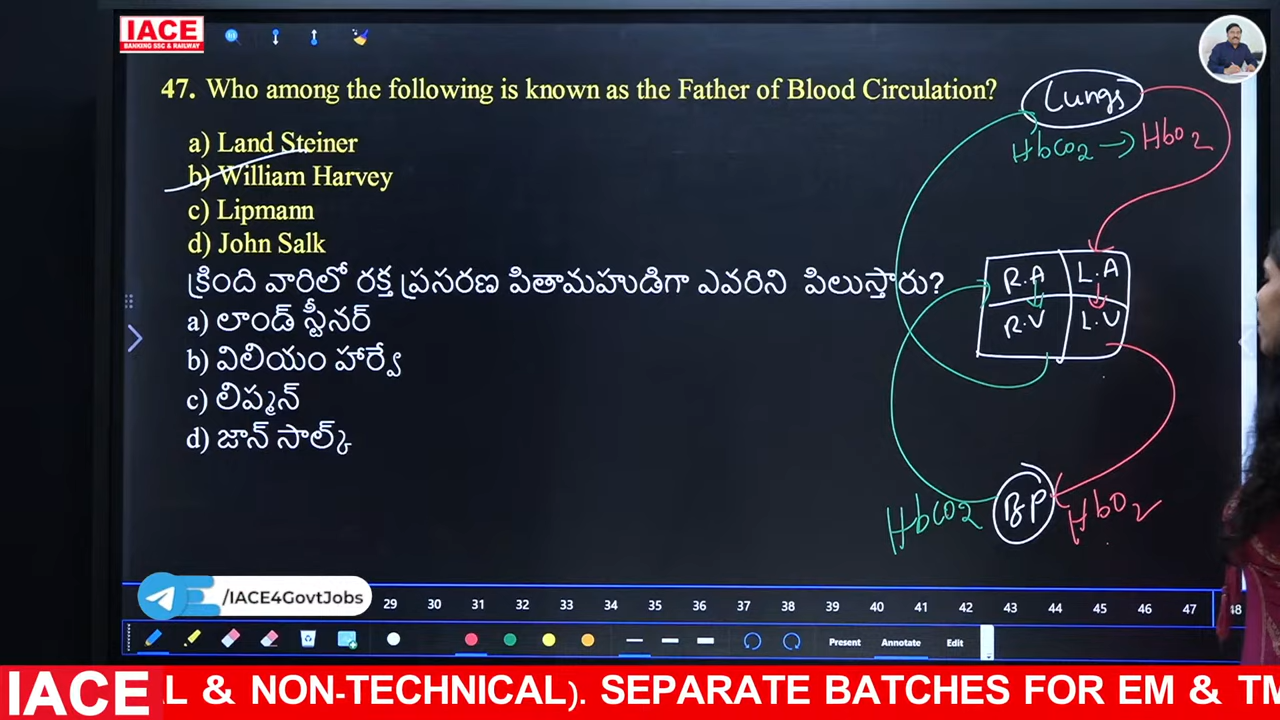 IACE
BANKING SSC & RAILWAY
47. Who among the following is known as the Father of Blood Circulation?
a) Land Steiner
b) William Harvey
c) Lipmann
d) John Salk
క్రింది వారిలో రక్త ప్రసరణ పితామహుడిగా ఎవరిని పిలుస్తారు?
a) లాండ్ స్టీనర్
b) విలియం హార్వే
c) లిప్మన్
d) జాన్ సాల్క్
Lungs
HbCO2 → HbO2
R.A L.A
R.V L.V
HbCO2 B.P HbO2
/IACE4GovtJobs
29 30 31 32 33 34 35 36 37 38 39 40 41 42 43 44 45 46 47 48
Present Annotate Edit
IACE L & NON-TECHNICAL). SEPARATE BATCHES FOR EM & TM